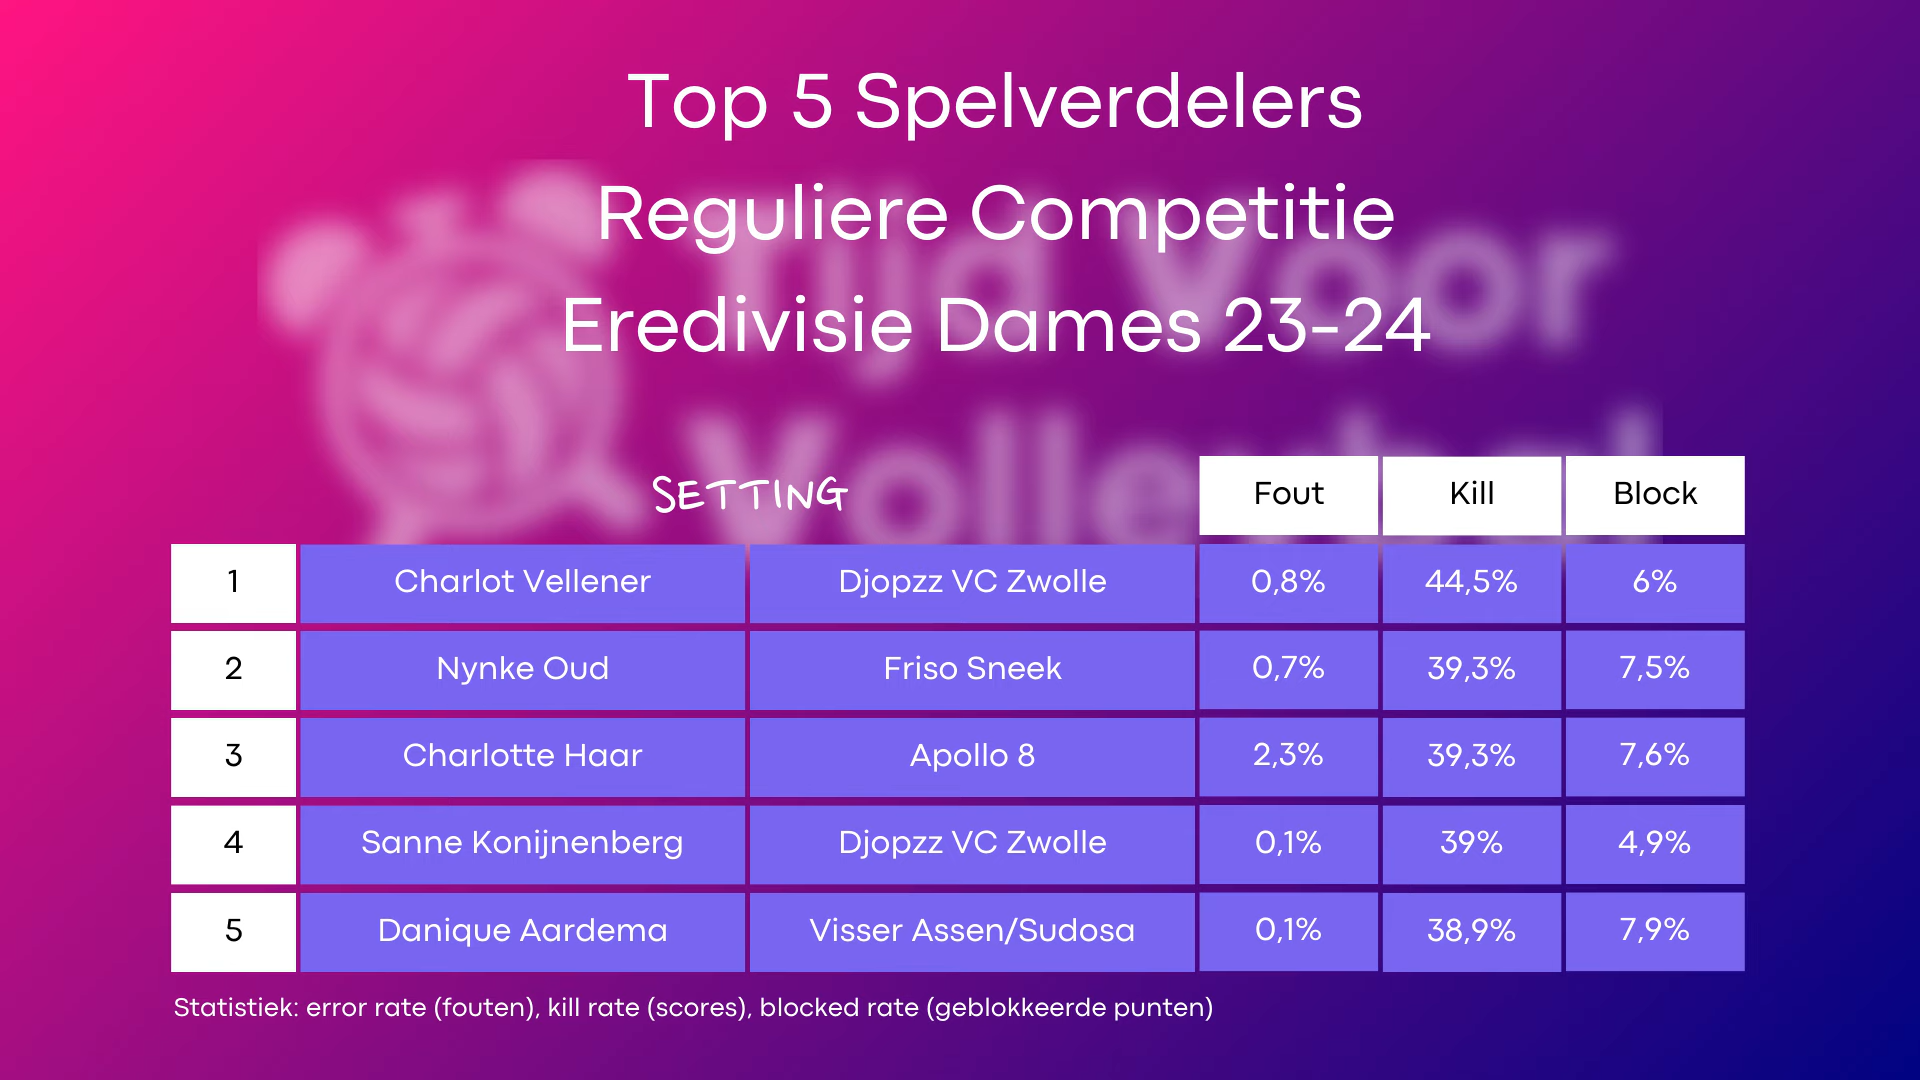 Top 5 Spelverdelers
Reguliere Competitie
Eredivisie Dames 23-24
Tijd Voor
SETTING Fout Kill Block
1 Charlot Vellener Djopzz VC Zwolle 0,8% 44,5% 6%
2 Nynke Oud Friso Sneek 0,7% 39,3% 7,5%
3 Charlotte Haar Apollo 8 2,3% 39,3% 7,6%
4 Sanne Konijnenberg Djopzz VC Zwolle 0,1% 39% 4,9%
5 Danique Aardema Visser Assen/Sudosa 0,1% 38,9% 7,9%
Statistiek: error rate (fouten), kill rate (scores), blocked rate (geblokkeerde punten)